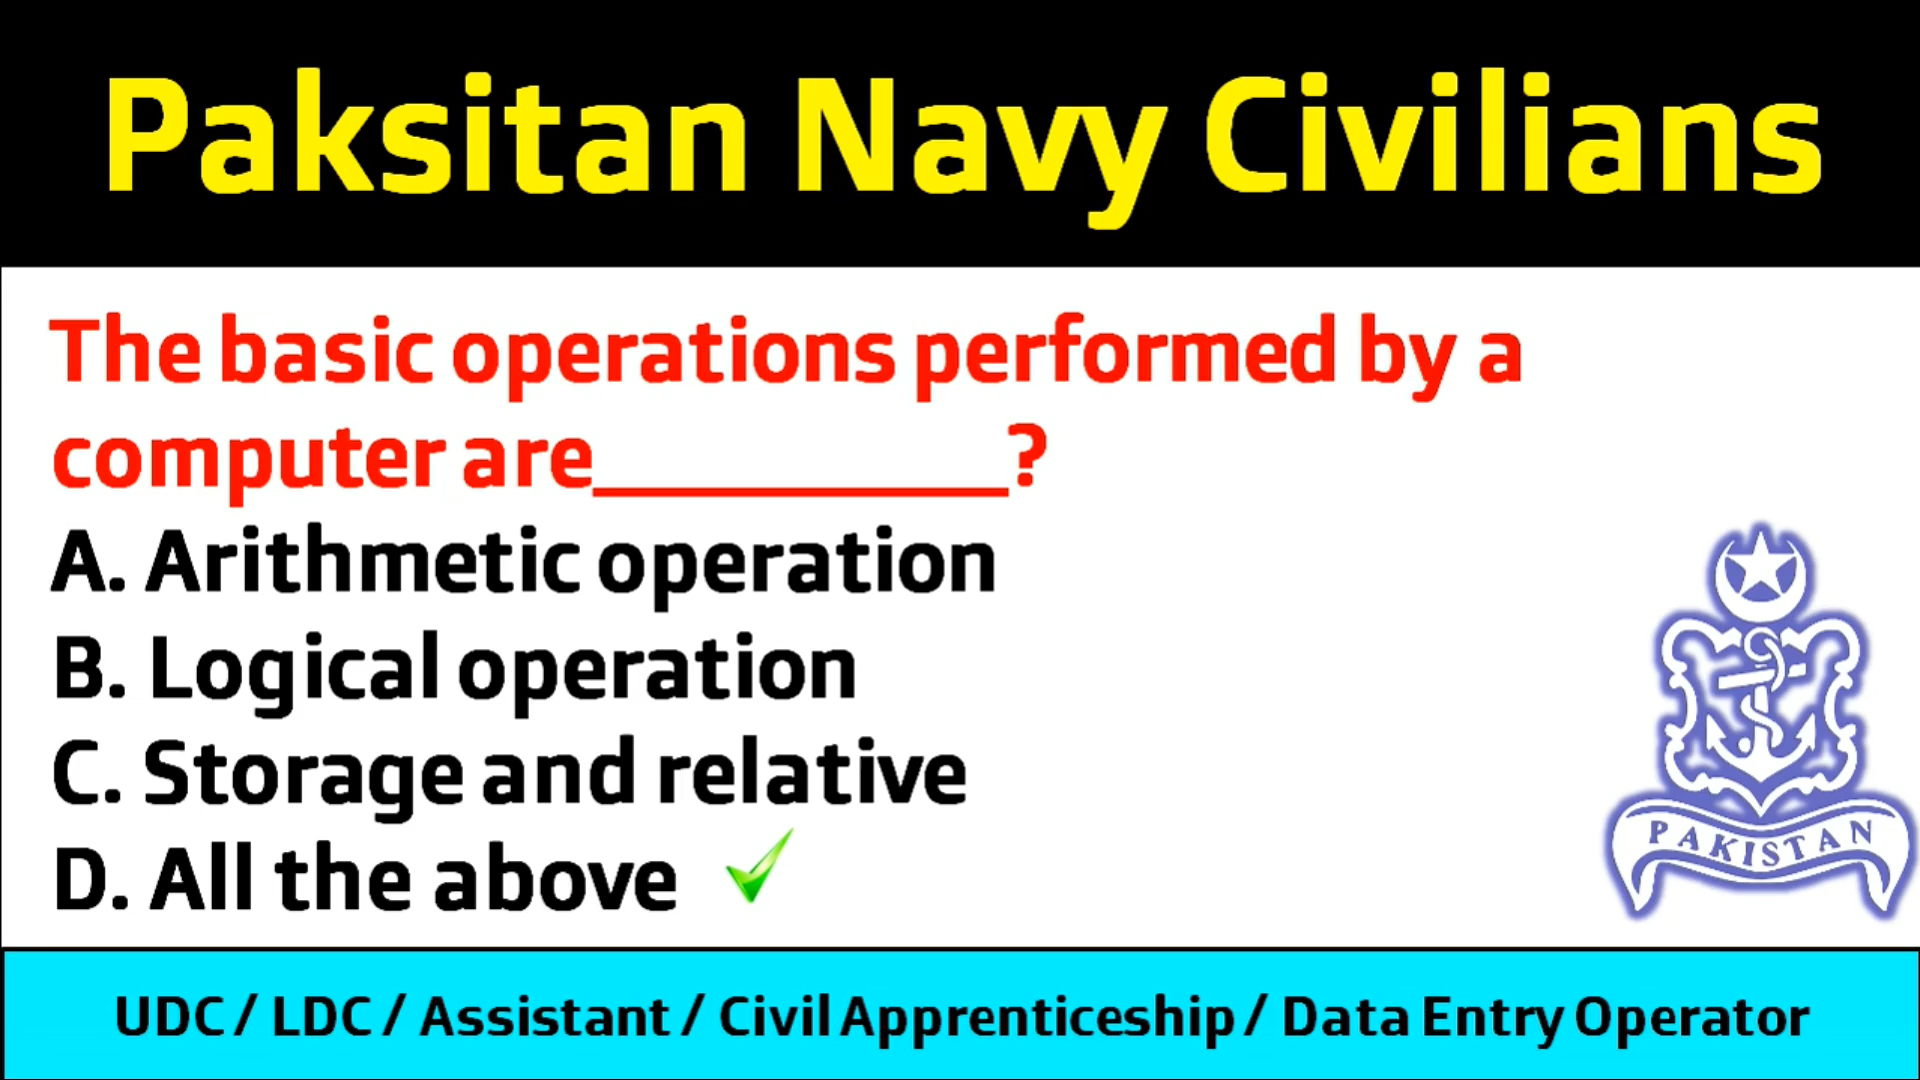 Paksitan Navy Civilians
The basic operations performed by a
computer are__________?
A. Arithmetic operation
B. Logical operation
C. Storage and relative
D. All the above
PAKISTAN
UDC / LDC / Assistant / Civil Apprenticeship / Data Entry Operator